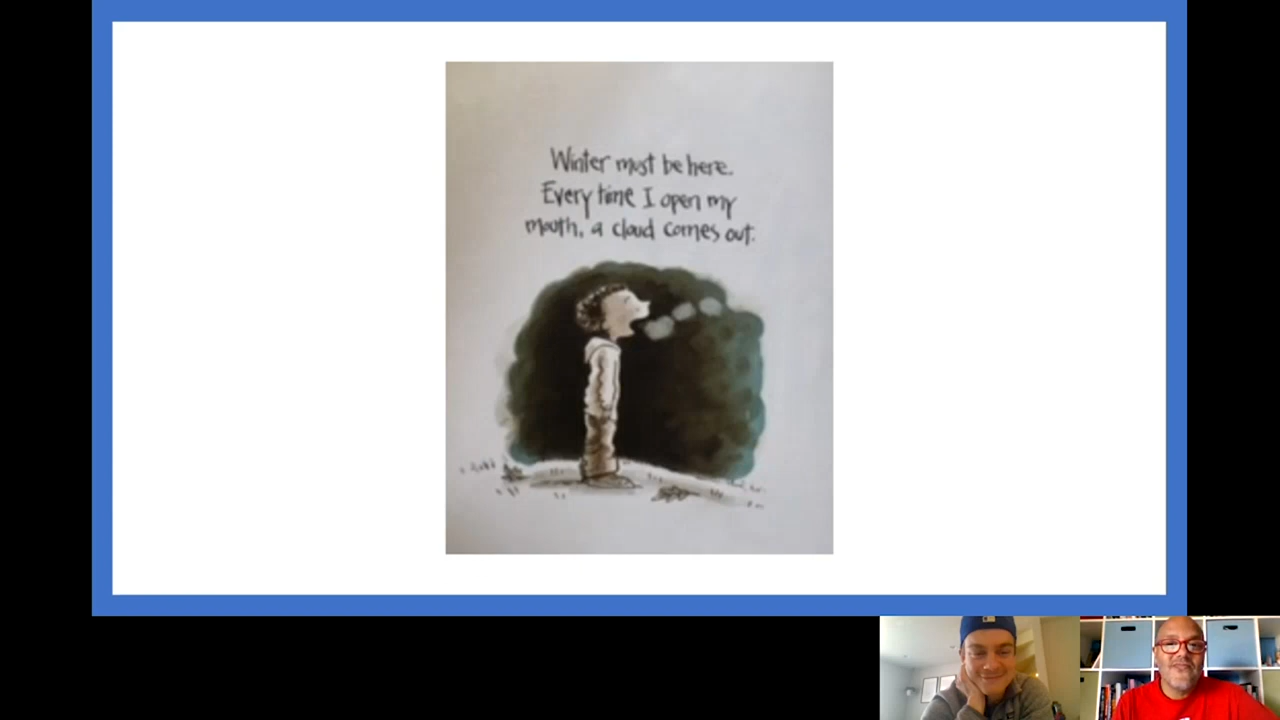 Winter must be here.
Every time I open my
mouth, a cloud comes out.